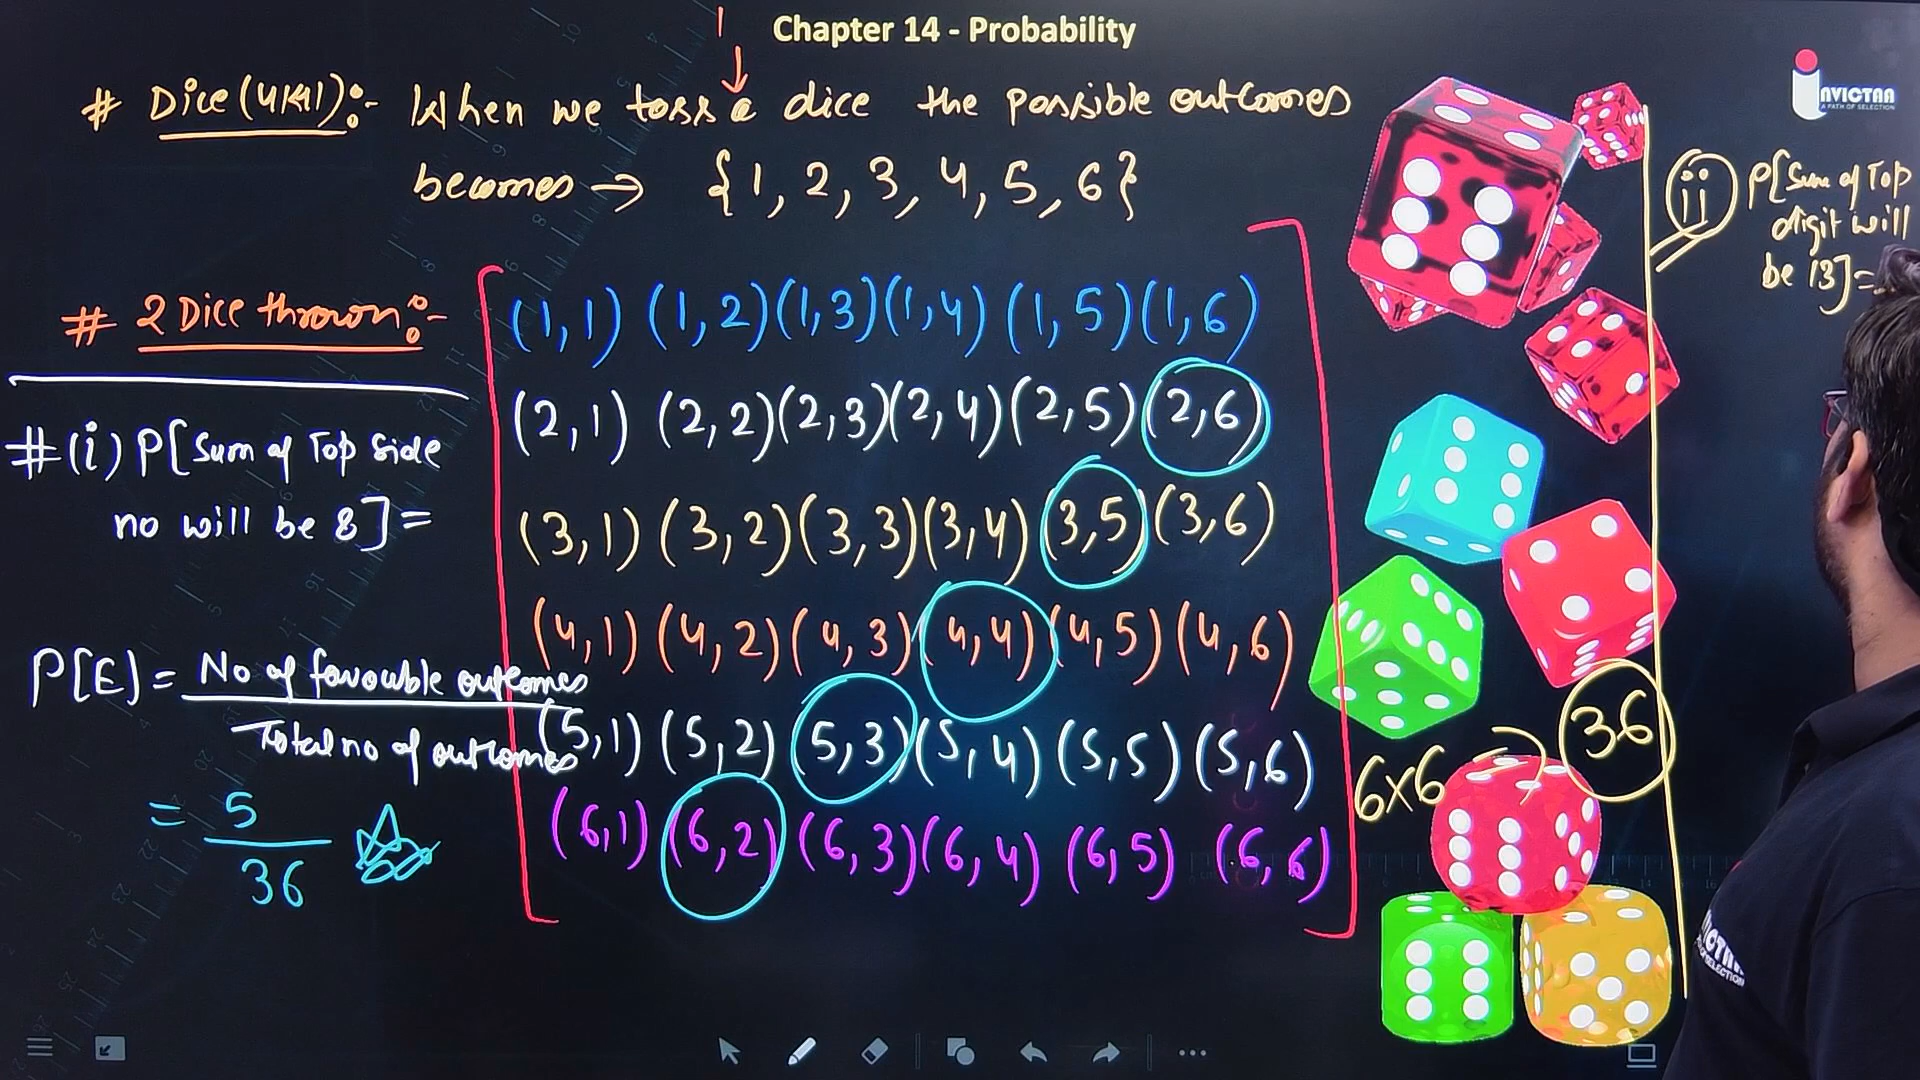 Chapter 14 - Probability
1
# Dice (पासा):- When we toss a dice the possible outcomes
becomes → {1, 2, 3, 4, 5, 6}
# 2 Dice thrown:-
(1,1) (1,2) (1,3) (1,4) (1,5) (1,6)
(2,1) (2,2) (2,3) (2,4) (2,5) (2,6)
(3,1) (3,2) (3,3) (3,4) (3,5) (3,6)
(4,1) (4,2) (4,3) (4,4) (4,5) (4,6)
(5,1) (5,2) (5,3) (5,4) (5,5) (5,6)
(6,1) (6,2) (6,3) (6,4) (6,5) (6,6)
6x6 → 36
# (i) P[Sum of Top side
no will be 8] =
P[E] = No of favouble outcomes
Total no of outcomes
= 5
36
INVICTAA
A PATH OF SELECTION
ii P[Sum of Top
digit will
be 13] =